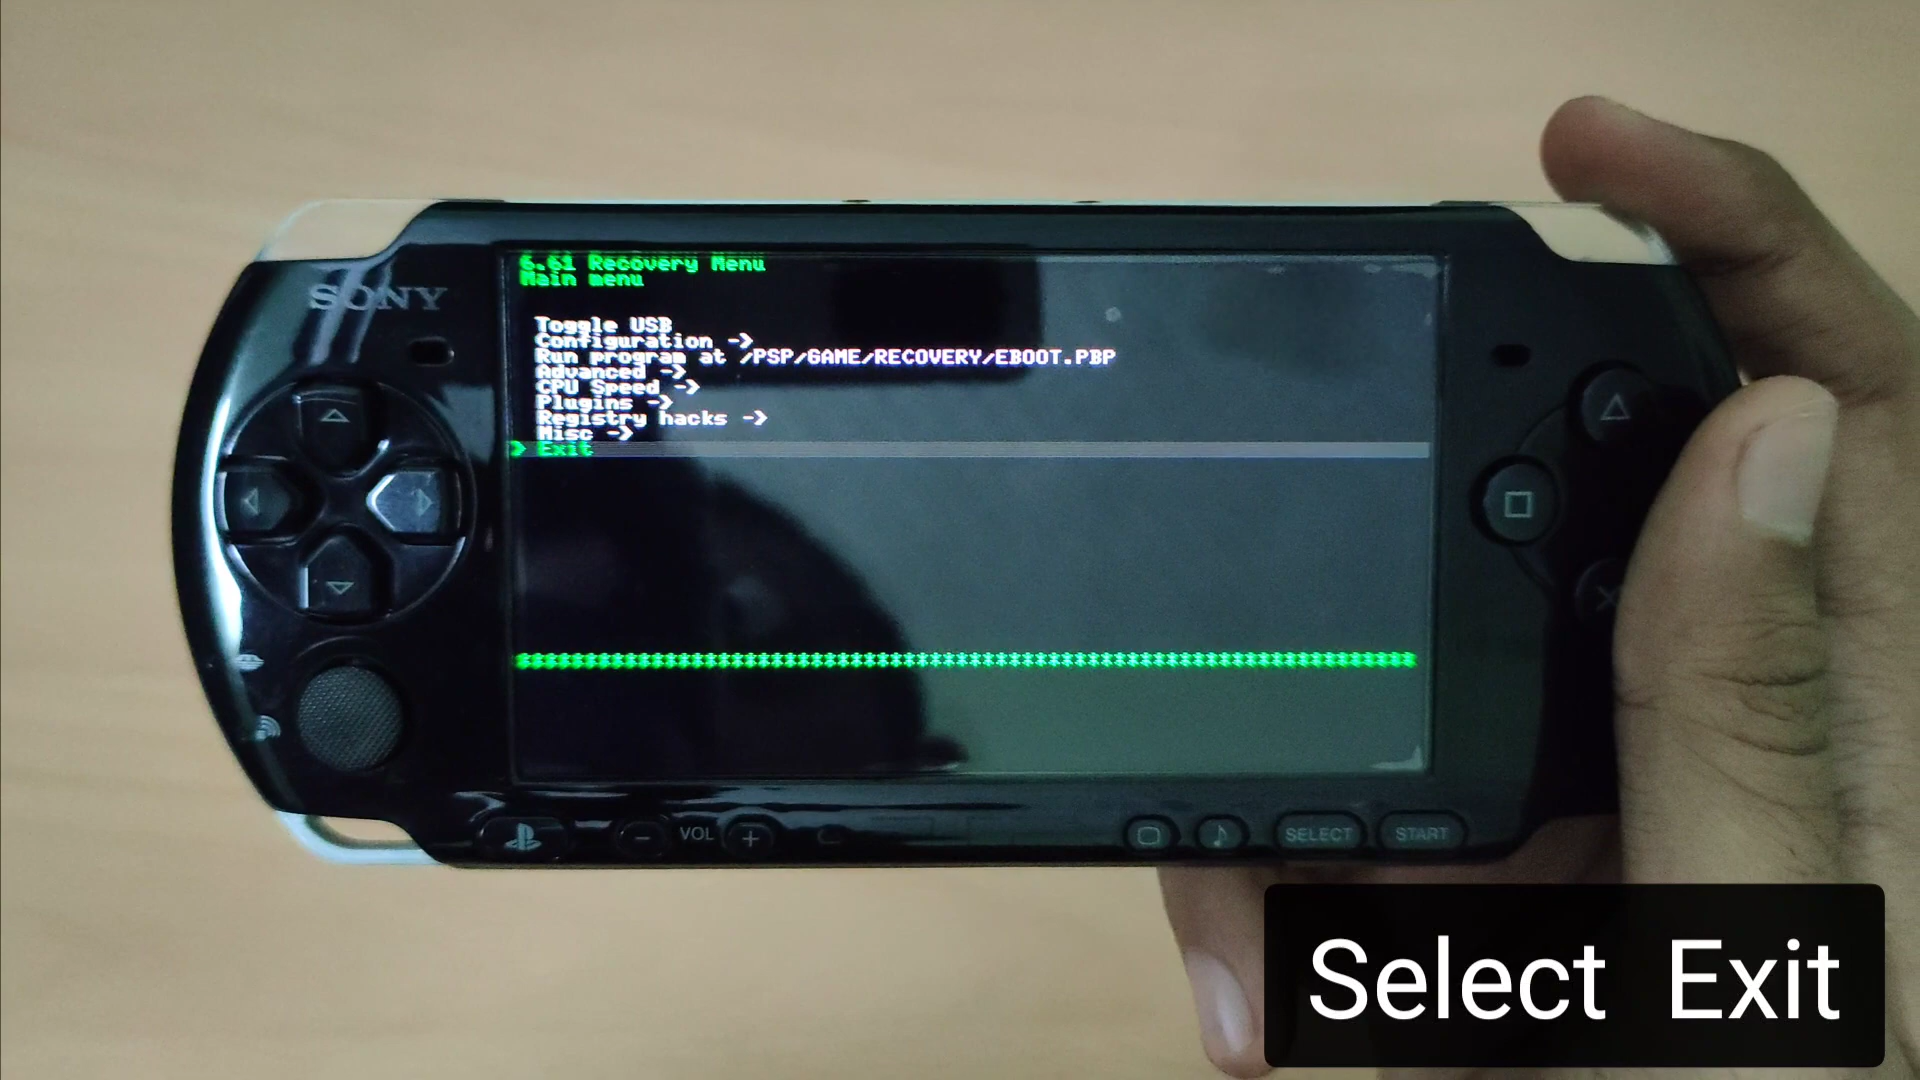 SONY
6.61 Recovery Menu
Main menu
Toggle USB
Configuration ->
Run program at /PSP/GAME/RECOVERY/EBOOT.PBP
Advanced ->
CPU Speed ->
Plugins ->
Registry hacks ->
Misc ->
> Exit
VOL
SELECT
START
Select Exit